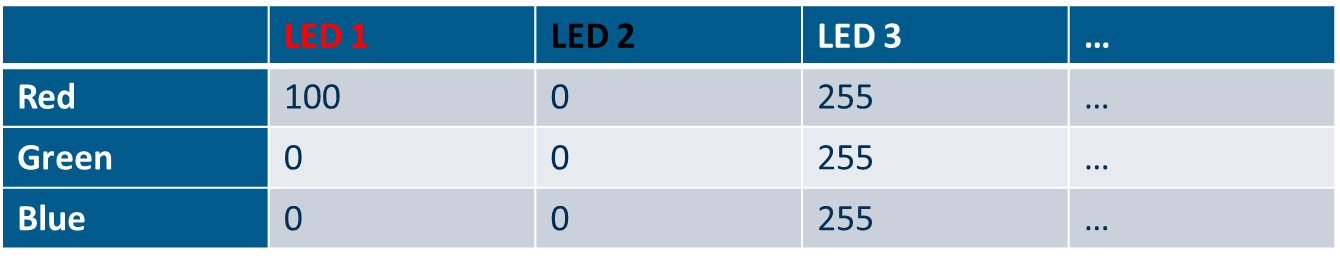 LED 1 LED 2 LED 3 ...
Red 100 0 255 ...
Green 0 0 255 ...
Blue 0 0 255 ...